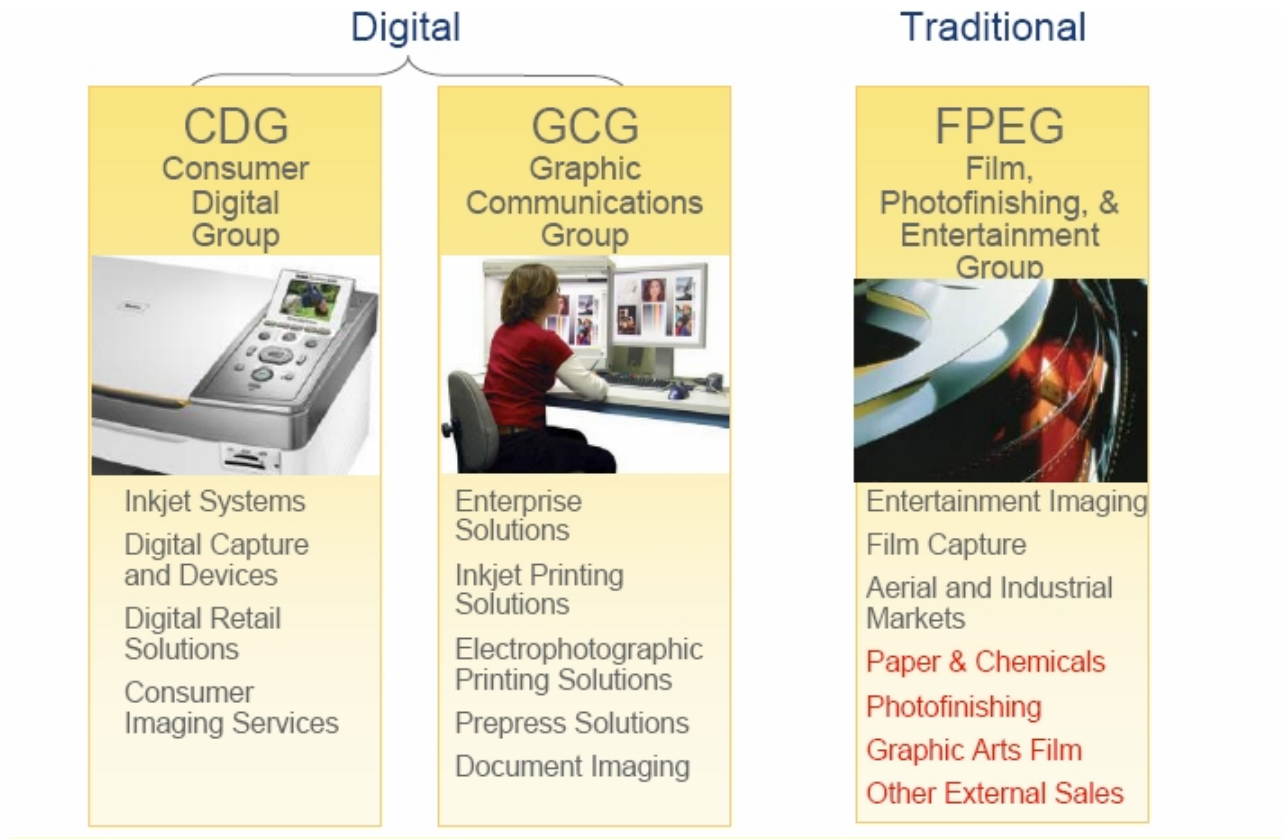 Digital
Traditional
CDG
Consumer
Digital
Group
Inkjet Systems
Digital Capture
and Devices
Digital Retail
Solutions
Consumer
Imaging Services
GCG
Graphic
Communications
Group
Enterprise
Solutions
Inkjet Printing
Solutions
Electrophotographic
Printing Solutions
Prepress Solutions
Document Imaging
FPEG
Film,
Photofinishing, &
Entertainment
Group
Entertainment Imaging
Film Capture
Aerial and Industrial
Markets
Paper & Chemicals
Photofinishing
Graphic Arts Film
Other External Sales